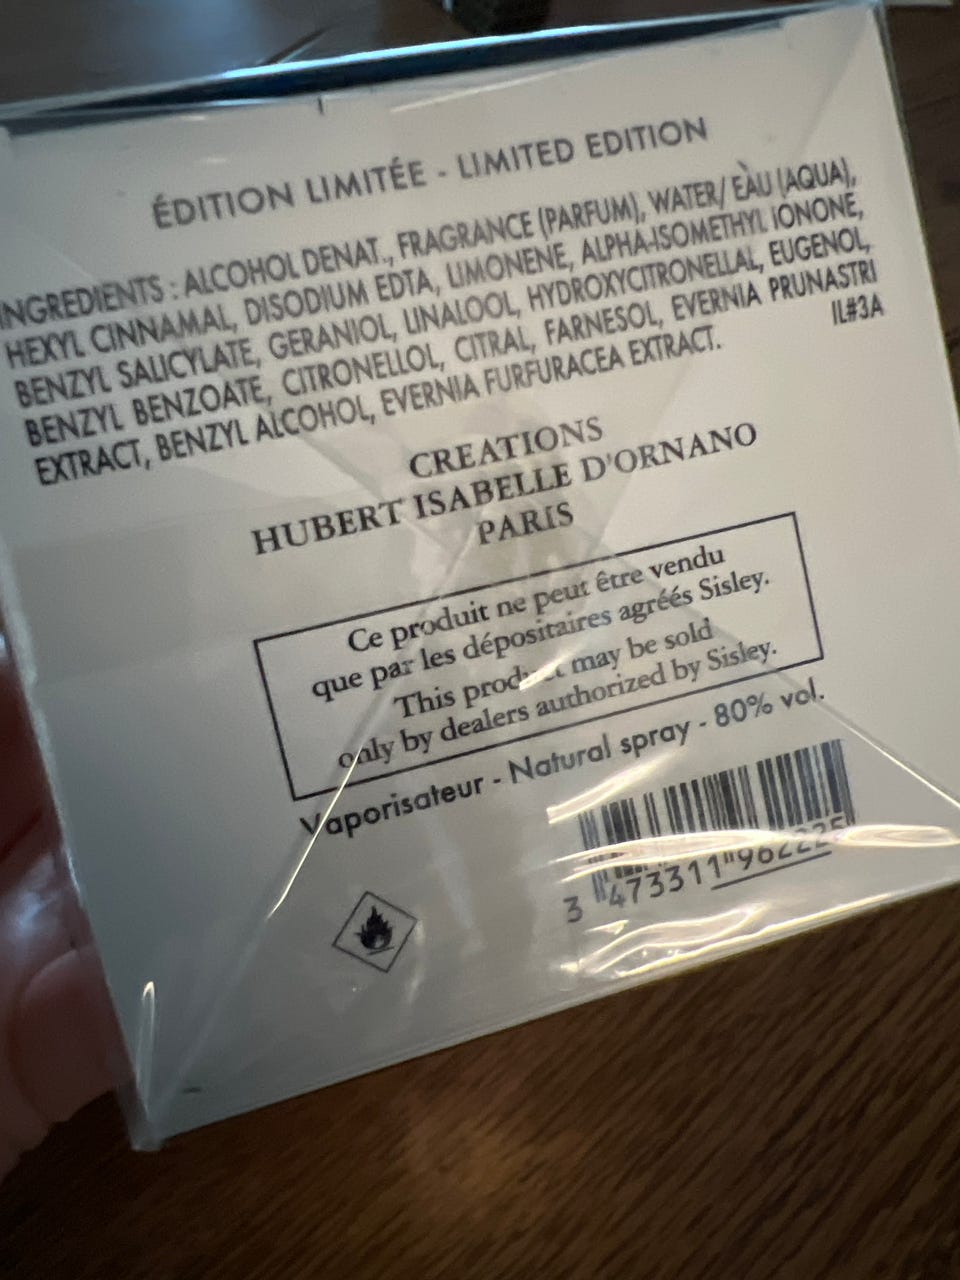 ÉDITION LIMITÉE - LIMITED EDITION
INGREDIENTS : ALCOHOL DENAT., FRAGRANCE (PARFUM), WATER/ EÀU (AQUA),
HEXYL CINNAMAL, DISODIUM EDTA, LIMONENE, ALPHA-ISOMETHYL IONONE,
BENZYL SALICYLATE, GERANIOL, LINALOOL, HYDROXYCITRONELLAL, EUGENOL,
BENZYL BENZOATE, CITRONELLOL, CITRAL, FARNESOL, EVERNIA PRUNASTRI
EXTRACT, BENZYL ALCOHOL, EVERNIA FURFURACEA EXTRACT. IL#3A
CREATIONS
HUBERT ISABELLE D'ORNANO
PARIS
Ce produit ne peut être vendu
que par les dépositaires agréés Sisley.
This product may be sold
only by dealers authorized by Sisley.
Vaporisateur - Natural spray - 80% vol.
3 473311 962225